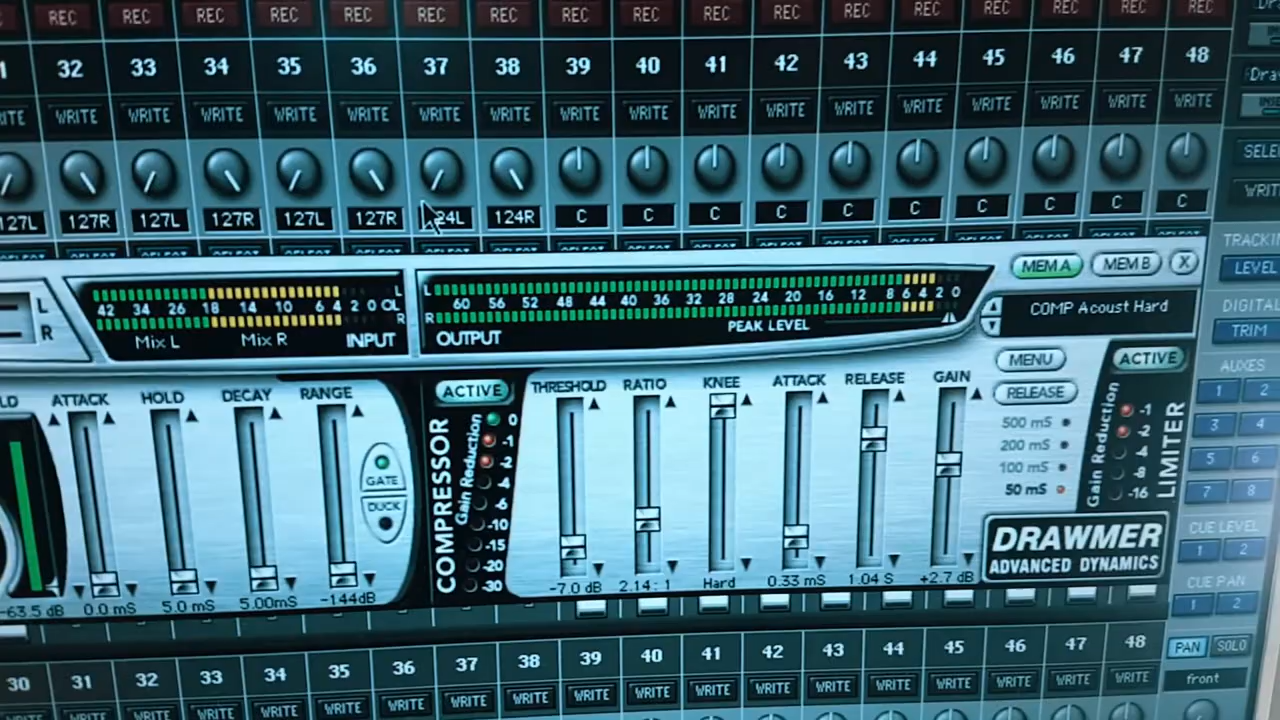 REC REC REC REC REC REC REC REC REC REC REC REC REC REC REC REC REC
32 33 34 35 36 37 38 39 40 41 42 43 44 45 46 47 48
WRITE WRITE WRITE WRITE WRITE WRITE WRITE WRITE WRITE WRITE WRITE WRITE WRITE WRITE WRITE WRITE WRITE
127L 127R 127L 127R 127L 127R 24L 124R C C C C C C C C C C
MEM A MEM B X
L
R
42 34 26 18 14 10 6 4 2 0 OL
L
R
Mix L Mix R INPUT
L
R
60 56 52 48 44 40 36 32 28 24 20 16 12 8 6 4 2 0
OUTPUT PEAK LEVEL
COMP Acoust Hard
MENU
RELEASE
500 mS
200 mS
100 mS
50 mS
ACTIVE
Gain Reduction
-1
-2
-4
-8
-16
LIMITER
ATTACK HOLD DECAY RANGE
GATE
DUCK
-63.5 dB 0.0 mS 5.0 mS 5.00mS -144dB
ACTIVE
COMPRESSOR
Gain Reduction
0
-1
-2
-4
-6
-10
-15
-20
-30
THRESHOLD RATIO KNEE ATTACK RELEASE GAIN
-7.0 dB 2.14: 1 Hard 0.33 mS 1.04 S +2.7 dB
DRAWMER
ADVANCED DYNAMICS
30 31 32 33 34 35 36 37 38 39 40 41 42 43 44 45 46 47 48
WRITE WRITE WRITE WRITE WRITE WRITE WRITE WRITE WRITE WRITE WRITE WRITE WRITE WRITE WRITE
LEVEL
TRIM
AUXES
1 2
3 4
5 6
7 8
CUE LEVEL
1 2
CUE PAN
1 2
PAN SOLO
front